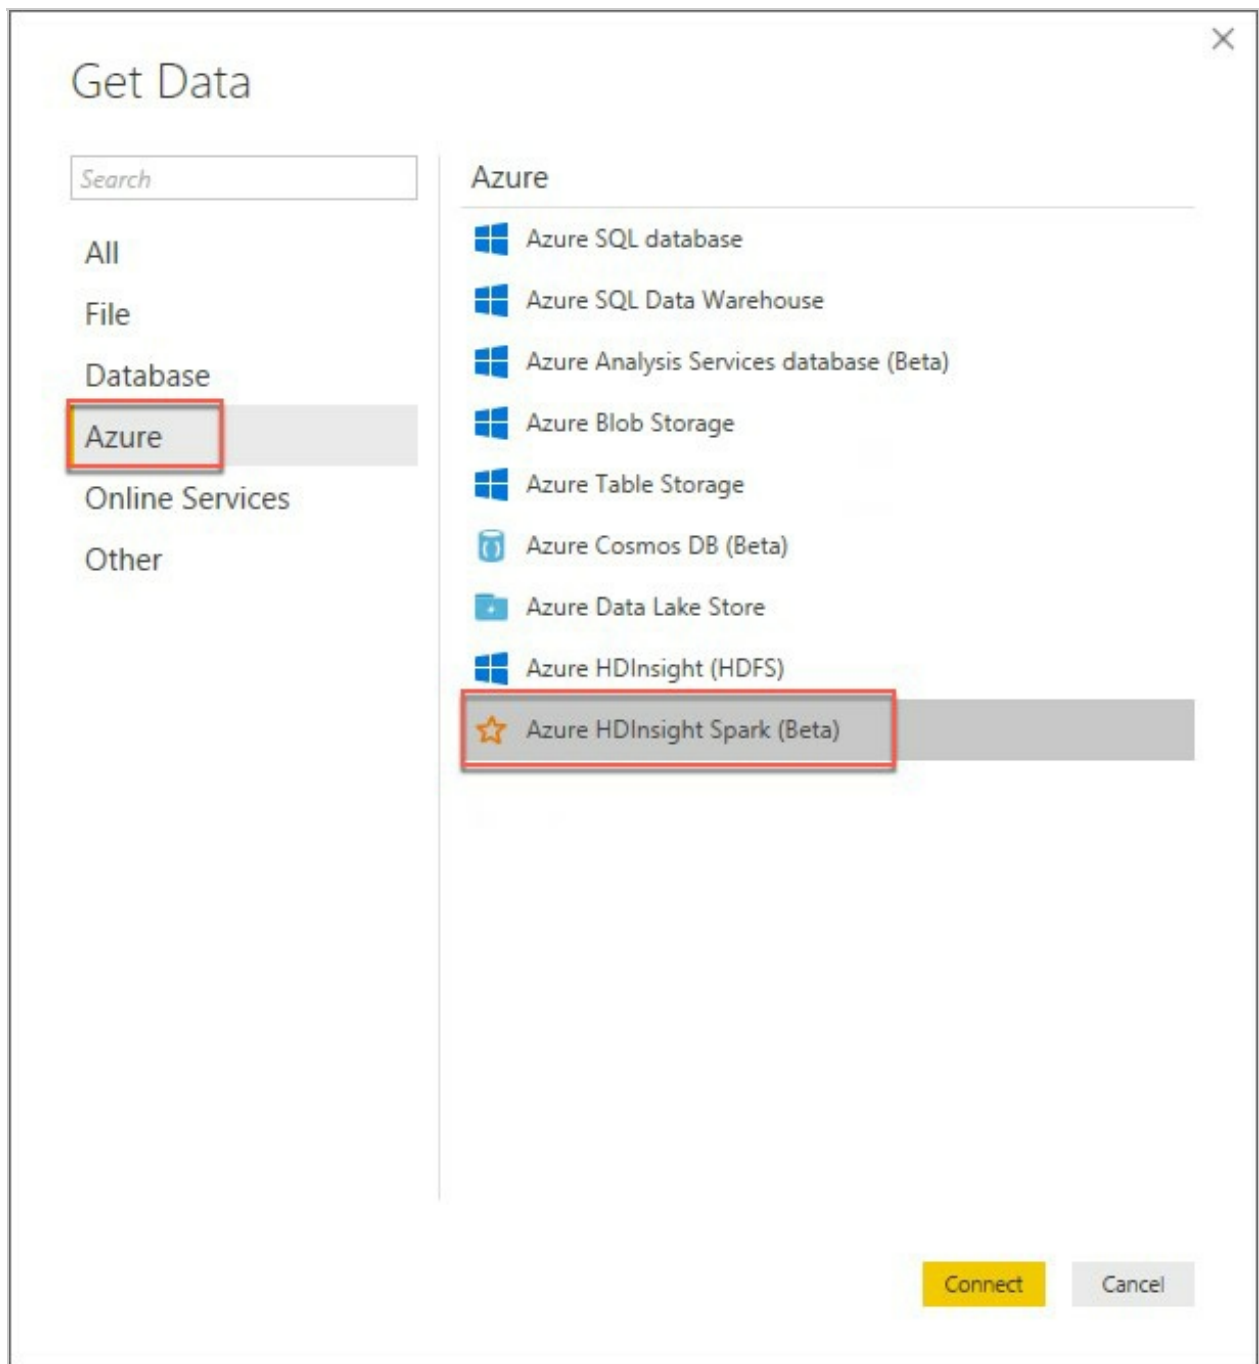 Get Data
Search
All
File
Database
Azure
Online Services
Other
Azure
Azure SQL database
Azure SQL Data Warehouse
Azure Analysis Services database (Beta)
Azure Blob Storage
Azure Table Storage
Azure Cosmos DB (Beta)
Azure Data Lake Store
Azure HDInsight (HDFS)
Azure HDInsight Spark (Beta)
Connect
Cancel